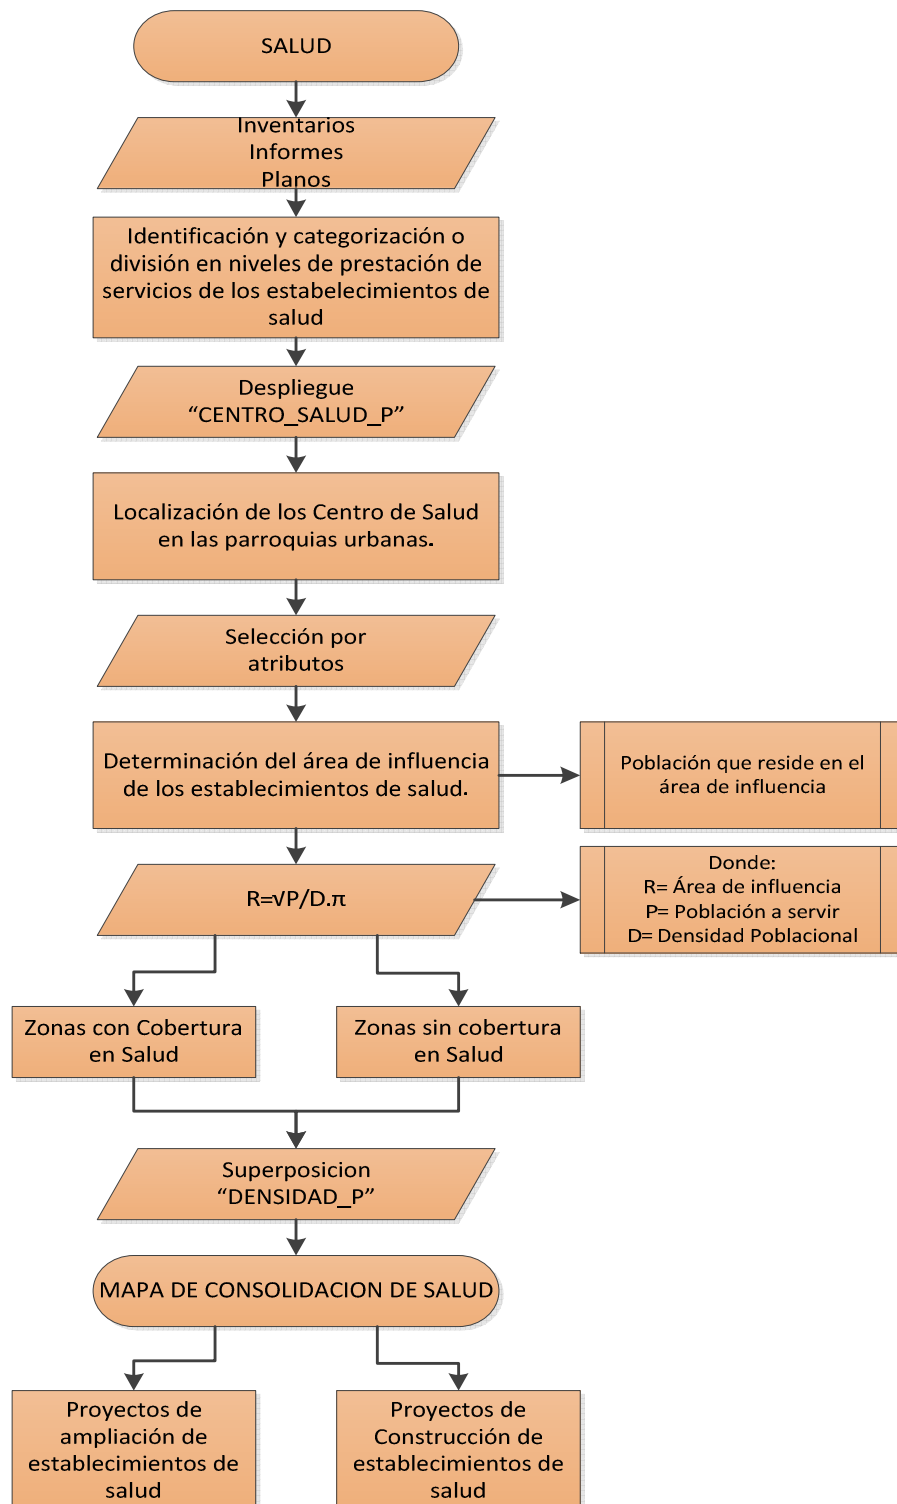 SALUD
Inventarios
Informes
Planos
Identificación y categorización o
división en niveles de prestación de
servicios de los estabelecimientos de
salud
Despliegue
“CENTRO_SALUD_P”
Localización de los Centro de Salud
en las parroquias urbanas.
Selección por
atributos
Determinación del área de influencia
de los establecimientos de salud.
Población que reside en el
área de influencia
R=√P/D.π
Donde:
R= Área de influencia
P= Población a servir
D= Densidad Poblacional
Zonas con Cobertura
en Salud
Zonas sin cobertura
en Salud
Superposicion
“DENSIDAD_P”
MAPA DE CONSOLIDACION DE SALUD
Proyectos de
ampliación de
establecimientos de
salud
Proyectos de
Construcción de
establecimientos de
salud